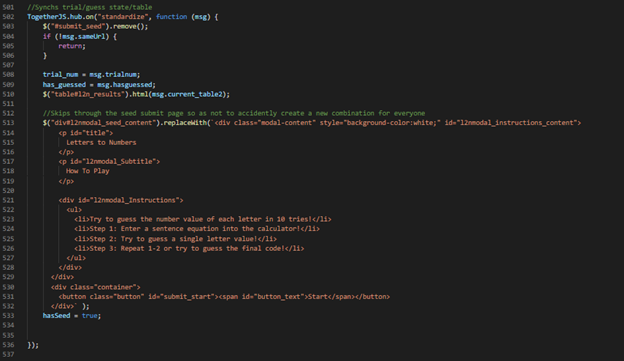 501 //Synchs trial/guess state/table
502 TogetherJS.hub.on("standardize", function (msg) {
503 $("#submit_seed").remove();
504 if (!msg.sameUrl) {
505 return;
506 }
507
508 trial_num = msg.trialnum;
509 has_guessed = msg.hasguessed;
510 $("table#l2n_results").html(msg.current_table2);
511
512 //Skips through the seed submit page so as not to accidently create a new combination for everyone
513 $("div#l2nmodal_seed_content").replaceWith(`<div class="modal-content" style="background-color:white;" id="l2nmodal_instructions_content">
514 <p id="title">
515 Letters to Numbers
516 </p>
517 <p id="l2nmodal_Subtitle">
518 How To Play
519 </p>
520
521 <div id="l2nmodal_Instructions">
522 <ul>
523 <li>Try to guess the number value of each letter in 10 tries!</li>
524 <li>Step 1: Enter a sentence equation into the calculator!</li>
525 <li>Step 2: Try to guess a single letter value!</li>
526 <li>Step 3: Repeat 1-2 or try to guess the final code!</li>
527 </ul>
528 </div>
529 </div>
530 <div class="container">
531 <button class="button" id="submit_start"><span id="button_text">Start</span></button>
532 </div>` );
533 hasSeed = true;
534
535
536 });
537